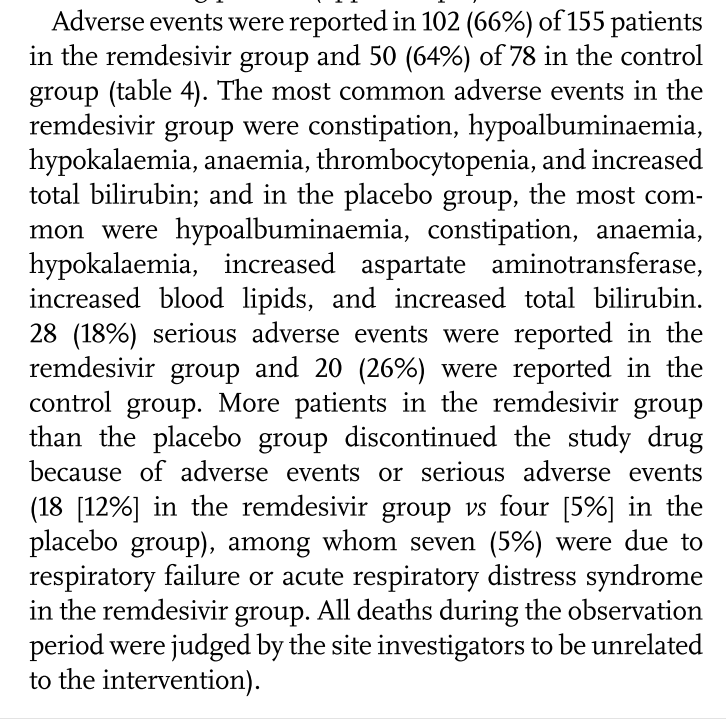 Adverse events were reported in 102 (66%) of 155 patients
in the remdesivir group and 50 (64%) of 78 in the control
group (table 4). The most common adverse events in the
remdesivir group were constipation, hypoalbuminaemia,
hypokalaemia, anaemia, thrombocytopenia, and increased
total bilirubin; and in the placebo group, the most com-
mon were hypoalbuminaemia, constipation, anaemia,
hypokalaemia, increased aspartate aminotransferase,
increased blood lipids, and increased total bilirubin.
28 (18%) serious adverse events were reported in the
remdesivir group and 20 (26%) were reported in the
control group. More patients in the remdesivir group
than the placebo group discontinued the study drug
because of adverse events or serious adverse events
(18 [12%] in the remdesivir group vs four [5%] in the
placebo group), among whom seven (5%) were due to
respiratory failure or acute respiratory distress syndrome
in the remdesivir group. All deaths during the observation
period were judged by the site investigators to be unrelated
to the intervention).